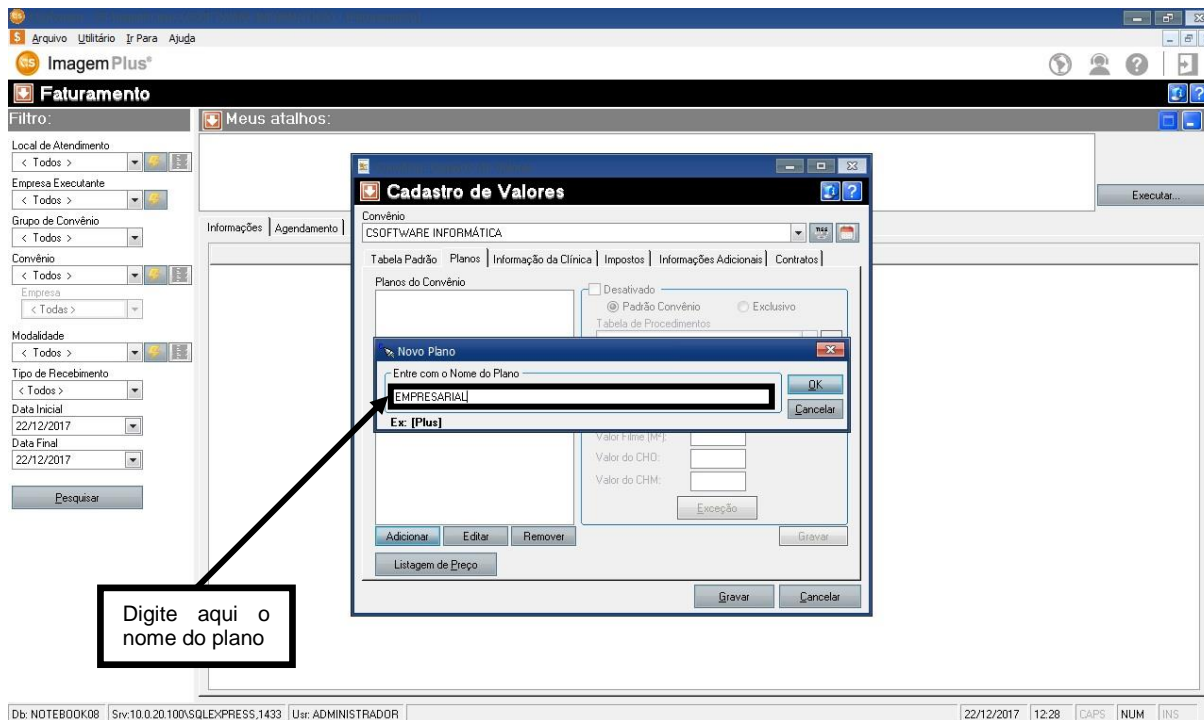 Arquivo Utilitário Ir Para Ajuda
ImagemPlus®
Faturamento
Filtro:
Meus atalhos:
Local de Atendimento
< Todos >
Empresa Executante
< Todos >
Grupo de Convênio
< Todos >
Convênio
< Todos >
Empresa
< Todas >
Modalidade
< Todos >
Tipo de Recebimento
< Todos >
Data Inicial
22/12/2017
Data Final
22/12/2017
Pesquisar
Executar...
Informações Agendamento
Cadastro de Valores
Convênio
CSOFTWARE INFORMÁTICA
Tabela Padrão Planos Informação da Clínica Impostos Informações Adicionais Contratos
Planos do Convênio
Desativado
Padrão Convênio Exclusivo
Tabela de Procedimentos
Novo Plano
Entre com o Nome do Plano
EMPRESARIAL
OK
Cancelar
Ex: [Plus]
Valor Filme (M²):
Valor do CHO:
Valor do CHM:
Exceção
Adicionar Editar Remover
Gravar
Listagem de Preço
Gravar Cancelar
Digite aqui o
nome do plano
Db: NOTEBOOK08 Srv:10.0.20.100\SQLEXPRESS,1433 Usr: ADMINISTRADOR 22/12/2017 12:28 CAPS NUM INS